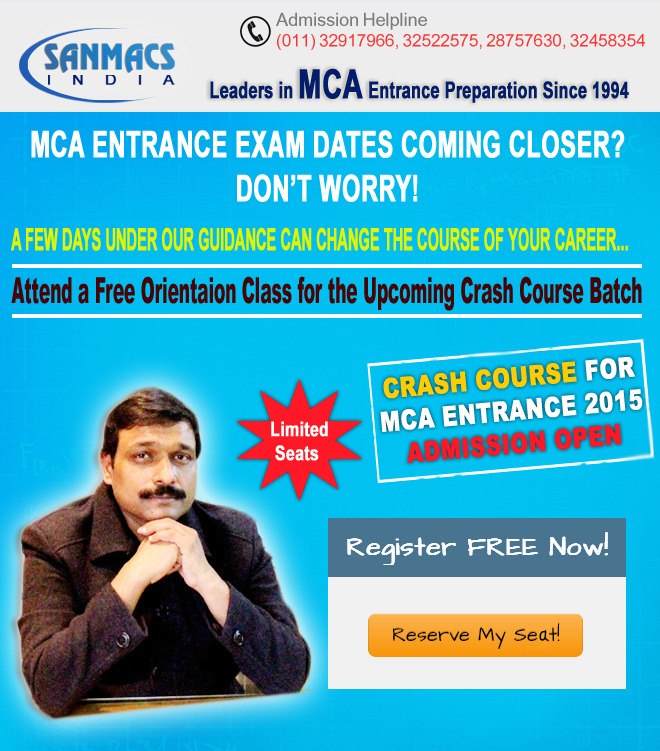 Admission Helpline
(011) 32917966, 32522575, 28757630, 32458354
SANMACS
INDIA
Leaders in MCA Entrance Preparation Since 1994
MCA ENTRANCE EXAM DATES COMING CLOSER?
DON'T WORRY!
A FEW DAYS UNDER OUR GUIDANCE CAN CHANGE THE COURSE OF YOUR CAREER...
Attend a Free Orientaion Class for the Upcoming Crash Course Batch
CRASH COURSE FOR
MCA ENTRANCE 2015
ADMISSION OPEN
Limited
Seats
Register FREE Now!
Reserve My Seat!